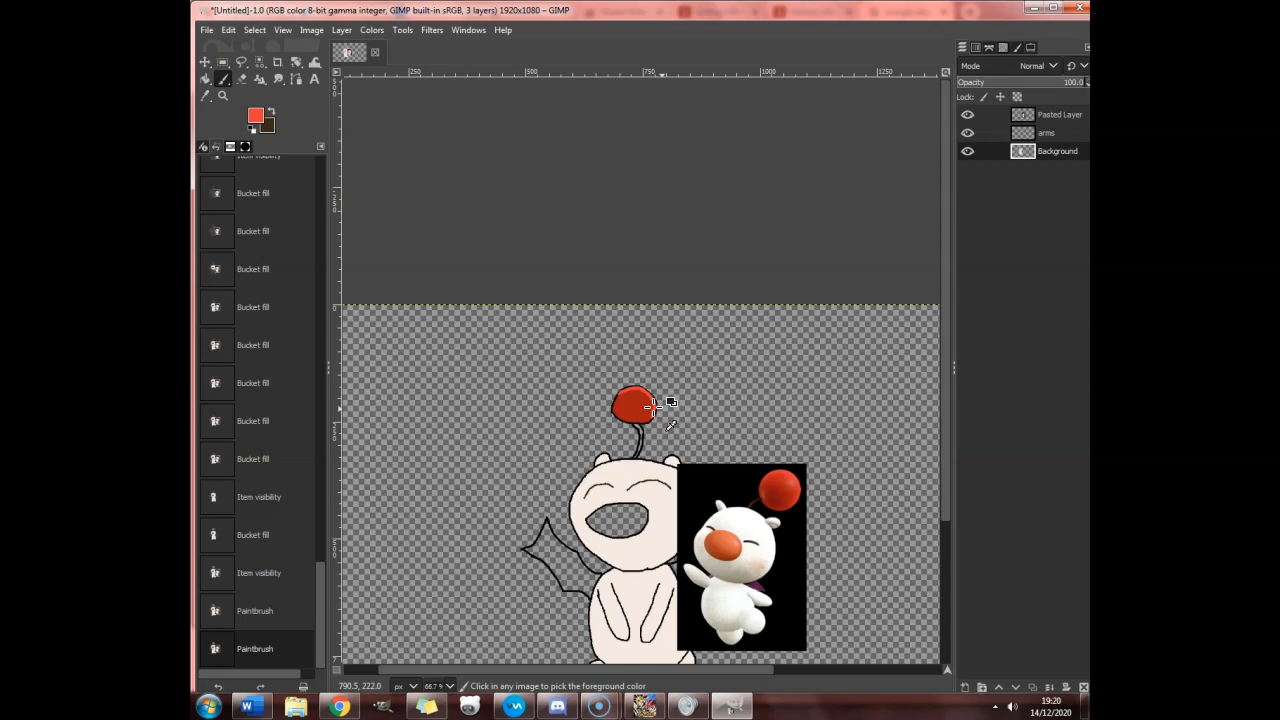 *[Untitled]-1.0 (RGB color 8-bit gamma integer, GIMP built-in sRGB, 3 layers) 1920x1080 – GIMP
File Edit Select View Image Layer Colors Tools Filters Windows Help
250 500 750 1000 1250
Mode Normal
Opacity 100.0
Lock:
Pasted Layer
arms
Background
Item visibility
Bucket fill
Bucket fill
Bucket fill
Bucket fill
Bucket fill
Bucket fill
Bucket fill
Bucket fill
Item visibility
Bucket fill
Item visibility
Paintbrush
Paintbrush
790.5, 222.0 px 66.7 % Click in any image to pick the foreground color
19:20
14/12/2020